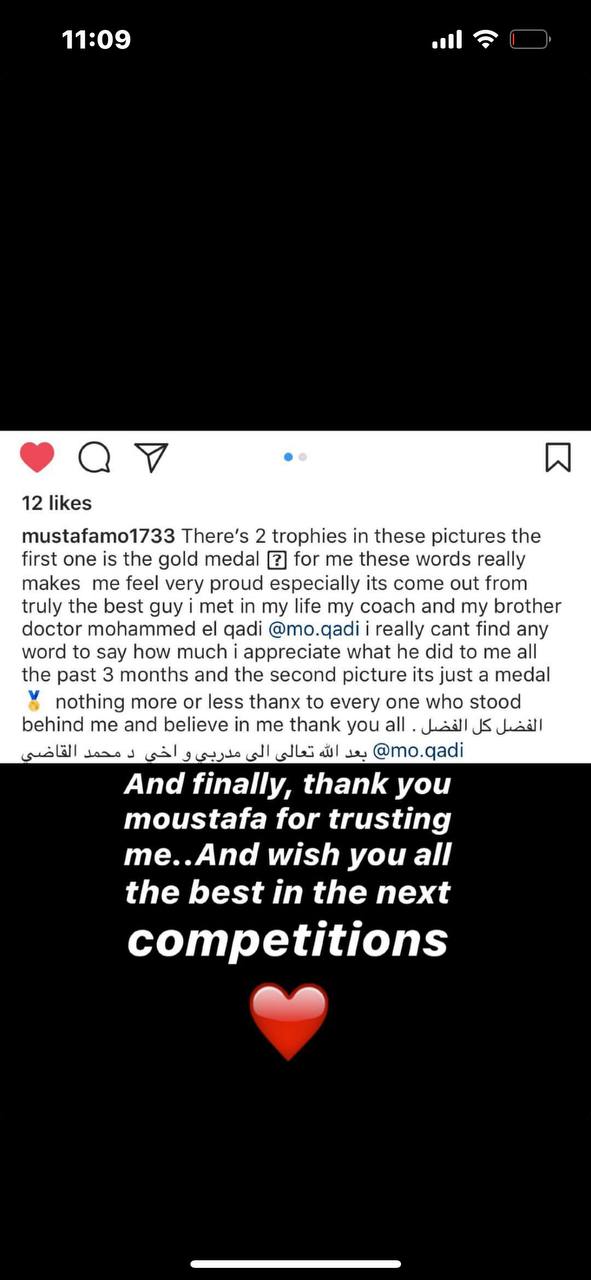 11:09
12 likes
mustafamo1733 There's 2 trophies in these pictures the
first one is the gold medal ⍰ for me these words really
makes  me feel very proud especially its come out from
truly the best guy i met in my life my coach and my brother
doctor mohammed el qadi @mo.qadi i really cant find any
word to say how much i appreciate what he did to me all
the past 3 months and the second picture its just a medal
🥇 nothing more or less thanx to every one who stood
behind me and believe in me thank you all . الفضل كل الفضل
بعد الله تعالى الى مدربي و اخي د محمد القاضي @mo.qadi
And finally, thank you
moustafa for trusting
me..And wish you all
the best in the next
competitions
❤️